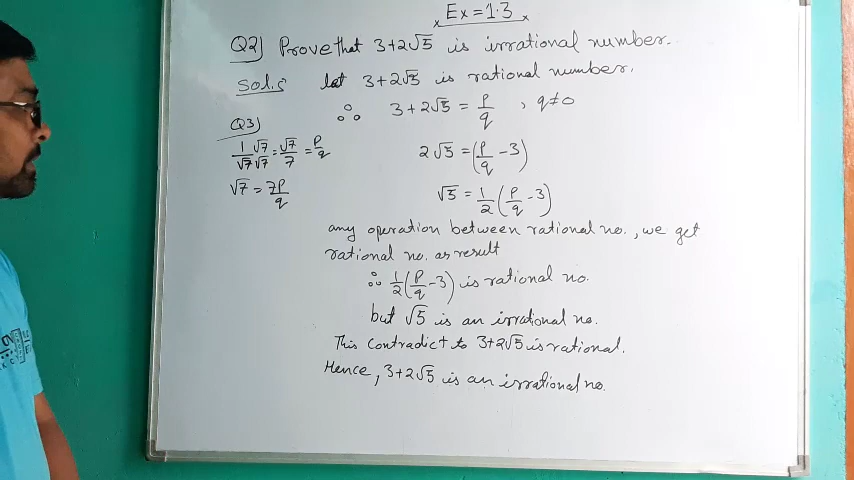 Ex = 1.3
Q2) Prove that 3+2√5 is irrational number.
Sol.: let 3+2√5 is rational number.
∴ 3+2√5 = p/q , q≠0
2√5 = (p/q - 3)
√5 = 1/2 (p/q - 3)
Q3)
1/√7 √7/√7 = √7/7 = p/q
√7 = 7p/q
any operation between rational no., we get
rational no. as result
∴ 1/2 (p/q - 3) is rational no.
but √5 is an irrational no.
This contradict to 3+2√5 is rational.
Hence, 3+2√5 is an irrational no.